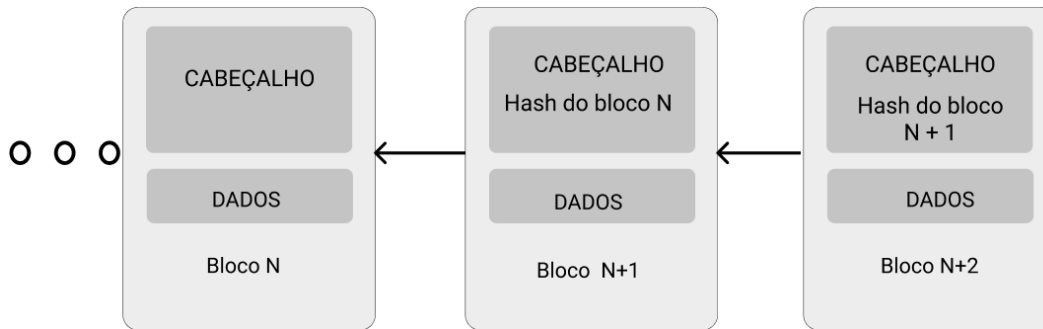 CABEÇALHO
DADOS
Bloco N
CABEÇALHO
Hash do bloco N
DADOS
Bloco N+1
CABEÇALHO
Hash do bloco
N + 1
DADOS
Bloco N+2